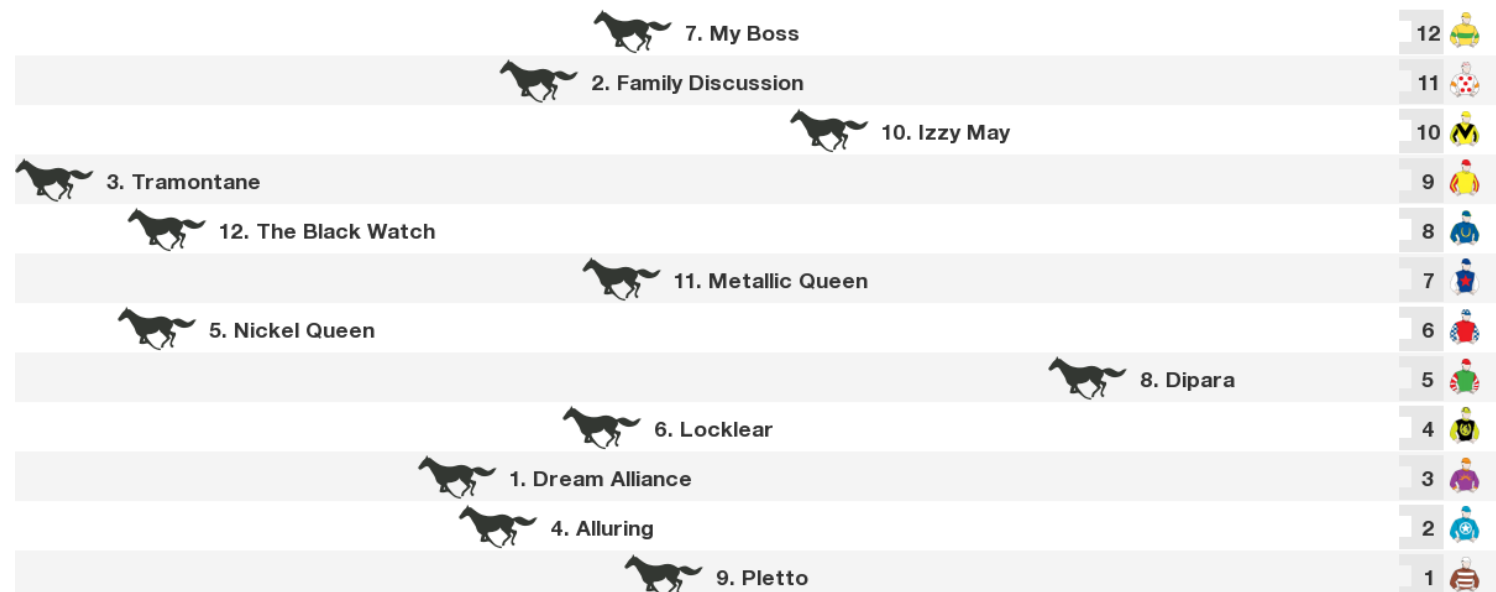 7. My Boss 12
2. Family Discussion 11
10. Izzy May 10
3. Tramontane 9
12. The Black Watch 8
11. Metallic Queen 7
5. Nickel Queen 6
8. Dipara 5
6. Locklear 4
1. Dream Alliance 3
4. Alluring 2
9. Pletto 1